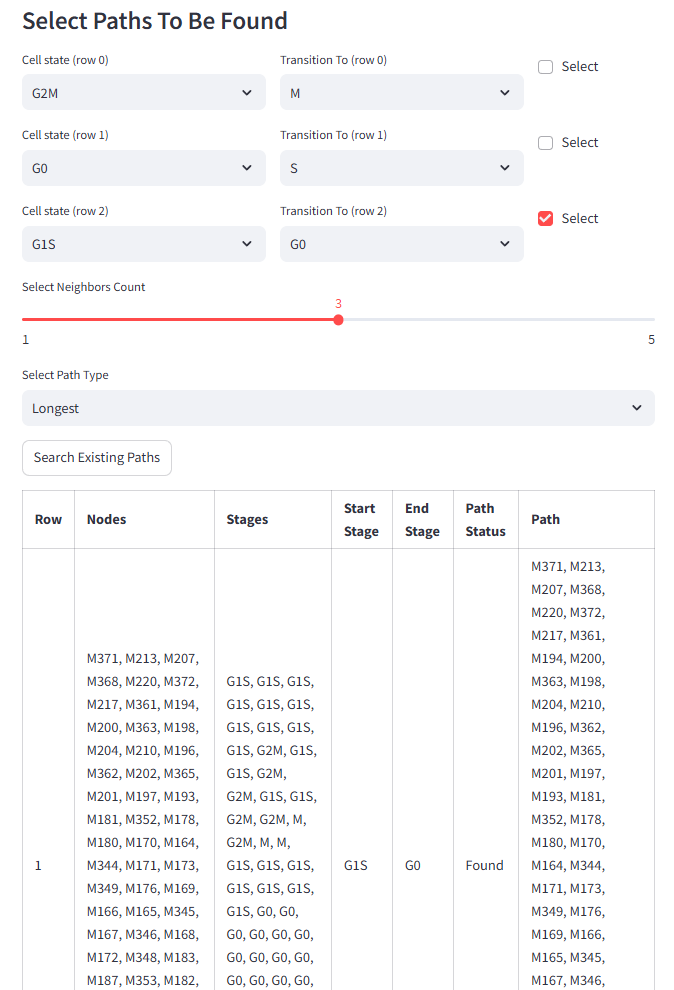 Select Paths To Be Found
Cell state (row 0)
Transition To (row 0)
G2M
M
Select
Cell state (row 1)
Transition To (row 1)
G0
S
Select
Cell state (row 2)
Transition To (row 2)
G1S
G0
Select
Select Neighbors Count
3
1
5
Select Path Type
Longest
Search Existing Paths
Row
Nodes
Stages
Start
Stage
End
Stage
Path
Status
Path
1
M371, M213, M207,
M368, M220, M372,
M217, M361, M194,
M200, M363, M198,
M204, M210, M196,
M362, M202, M365,
M201, M197, M193,
M181, M352, M178,
M180, M170, M164,
M344, M171, M173,
M349, M176, M169,
M166, M165, M345,
M167, M346, M168,
M172, M348, M183,
M187, M353, M182,
G1S, G1S, G1S,
G1S, G1S, G1S,
G1S, G1S, G1S,
G1S, G2M, G1S,
G1S, G2M,
G2M, G1S, G1S,
G2M, G2M, M,
G2M, M, M,
G1S, G1S, G1S,
G1S, G1S, G1S,
G1S, G0, G0,
G0, G0, G0, G0,
G0, G0, G0, G0,
G0, G0, G0, G0,
G1S
G0
Found
M371, M213,
M207, M368,
M220, M372,
M217, M361,
M194, M200,
M363, M198,
M204, M210,
M196, M362,
M202, M365,
M201, M197,
M193, M181,
M352, M178,
M180, M170,
M164, M344,
M171, M173,
M349, M176,
M169, M166,
M165, M345,
M167, M346,